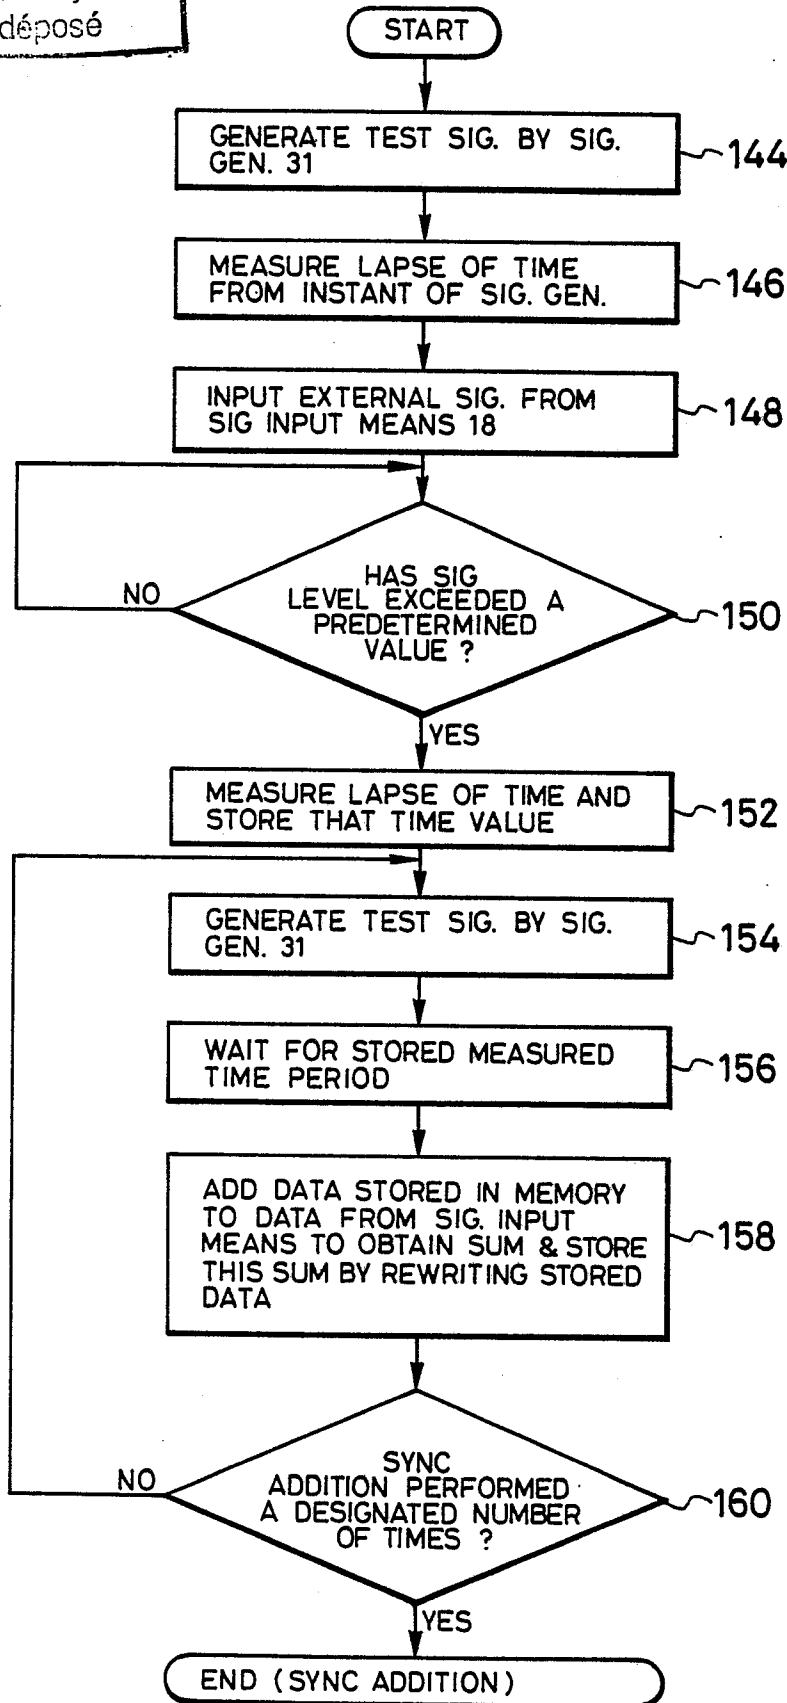 déposé
START
GENERATE TEST SIG. BY SIG.
GEN. 31
144
MEASURE LAPSE OF TIME
FROM INSTANT OF SIG. GEN.
146
INPUT EXTERNAL SIG. FROM
SIG INPUT MEANS 18
148
HAS SIG
LEVEL EXCEEDED A
PREDETERMINED
VALUE ?
NO
150
YES
MEASURE LAPSE OF TIME AND
STORE THAT TIME VALUE
152
GENERATE TEST SIG. BY SIG.
GEN. 31
154
WAIT FOR STORED MEASURED
TIME PERIOD
156
ADD DATA STORED IN MEMORY
TO DATA FROM SIG. INPUT
MEANS TO OBTAIN SUM & STORE
THIS SUM BY REWRITING STORED
DATA
158
SYNC
ADDITION PERFORMED
A DESIGNATED NUMBER
OF TIMES ?
NO
160
YES
END (SYNC ADDITION)